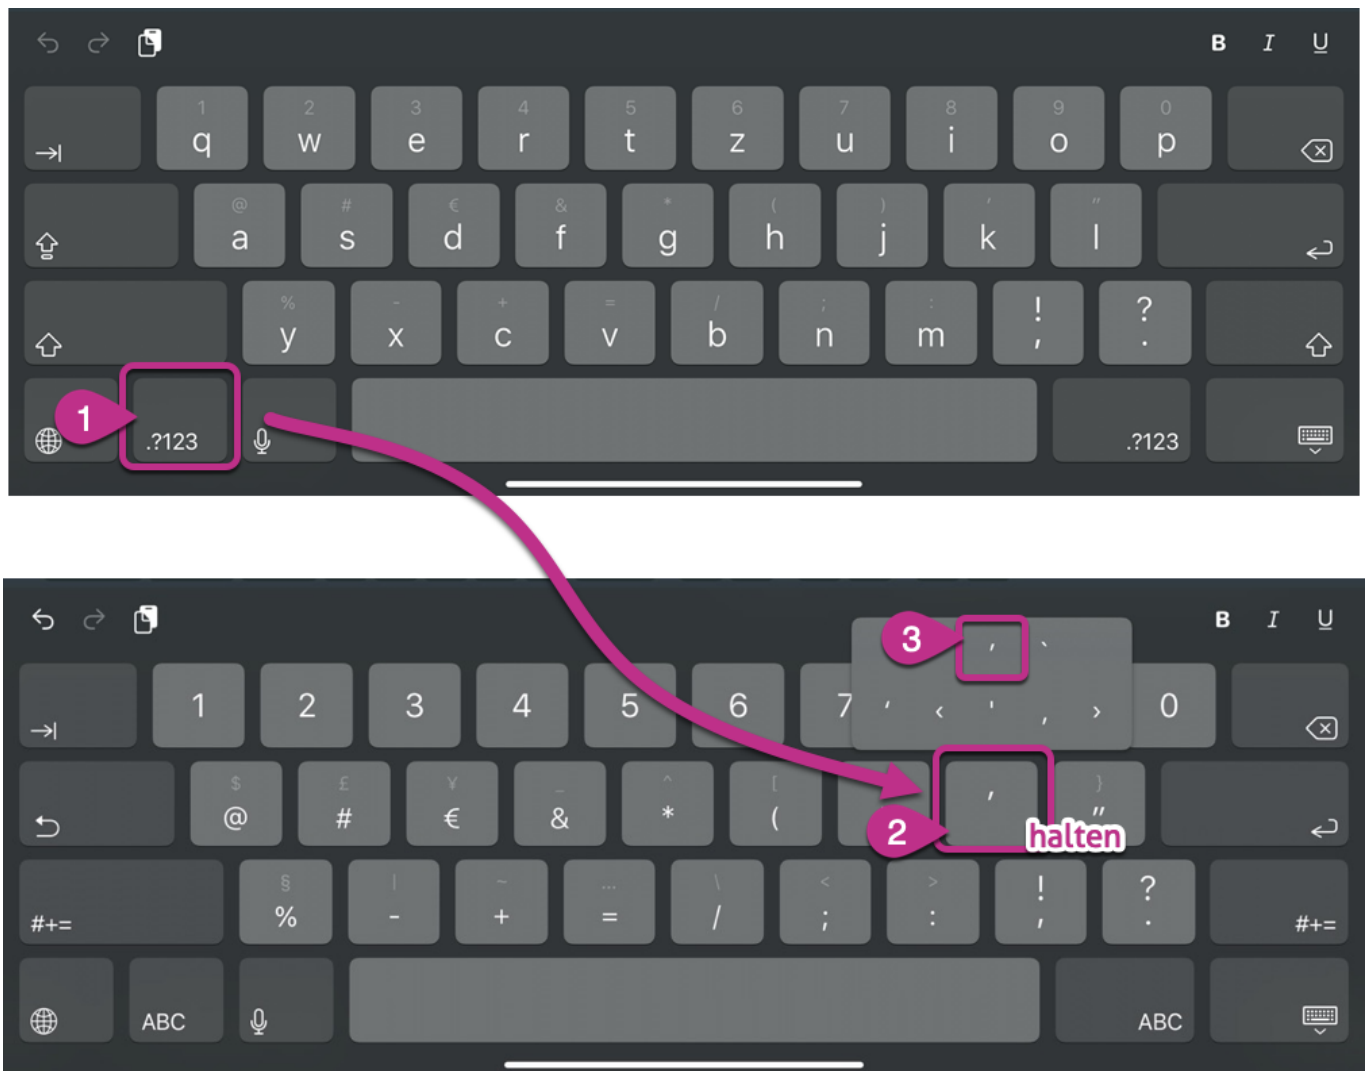 B I U
1 2 3 4 5 6 7 8 9 0
q w e r t z u i o p
@ # € & * ( ) ' "
a s d f g h j k l
% - + = / ; : ! ?
y x c v b n m , .
1
.?123 .?123
B I U
3 ' `
1 2 3 4 5 6 7 ‘ ‹ ' ‚ › 0
$ £ ¥ _ ^ [ ' }
@ # € & * ( "
2 halten
§ | ~ ... \ < > ! ?
% - + = / ; : , .
#+= #+=
ABC ABC